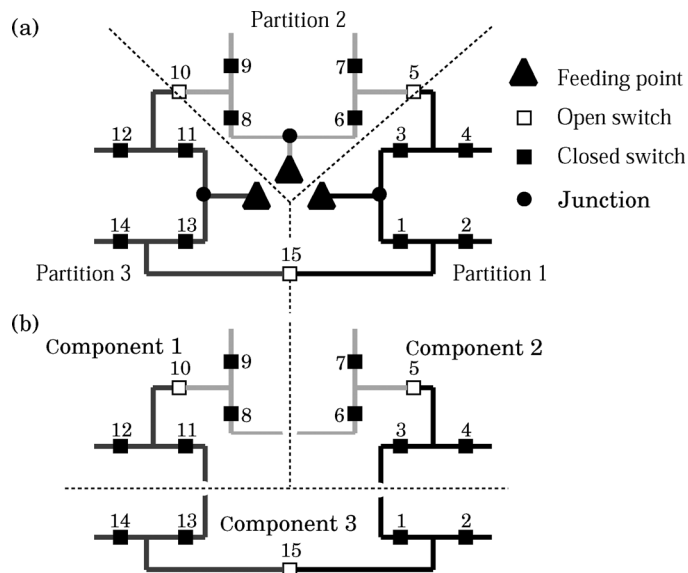 (a)
Partition 2
10
9
7
5
Feeding point
8
6
Open switch
12
11
3
4
Closed switch
Junction
14
13
1
2
15
Partition 3
Partition 1
(b)
Component 1
Component 2
10
9
7
5
8
6
12
11
3
4
14
13
Component 3
1
2
15